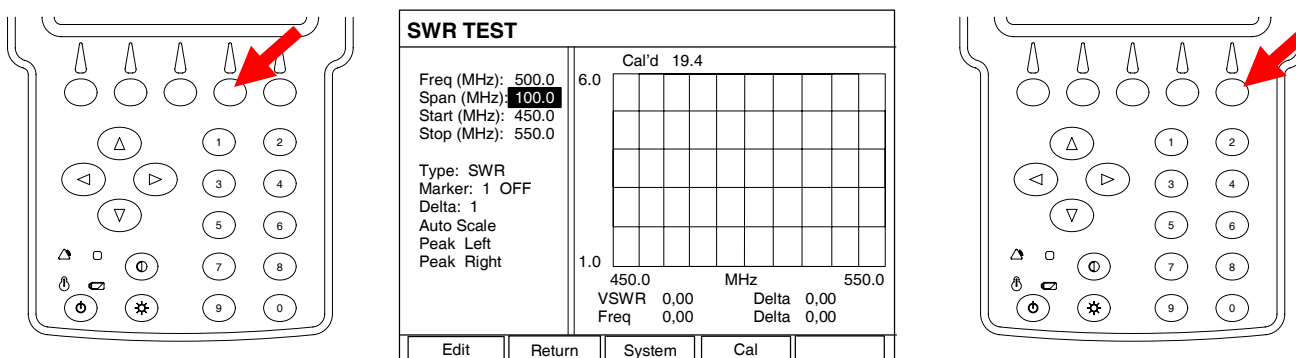 1 2
3 4
5 6
7 8
9 0
SWR TEST
Freq (MHz): 500.0
Span (MHz): 100.0
Start (MHz): 450.0
Stop (MHz): 550.0
Type: SWR
Marker: 1 OFF
Delta: 1
Auto Scale
Peak Left
Peak Right
Cal'd 19.4
6.0
1.0
450.0 MHz 550.0
VSWR 0,00 Delta 0,00
Freq 0,00 Delta 0,00
Edit Return System Cal
1 2
3 4
5 6
7 8
9 0